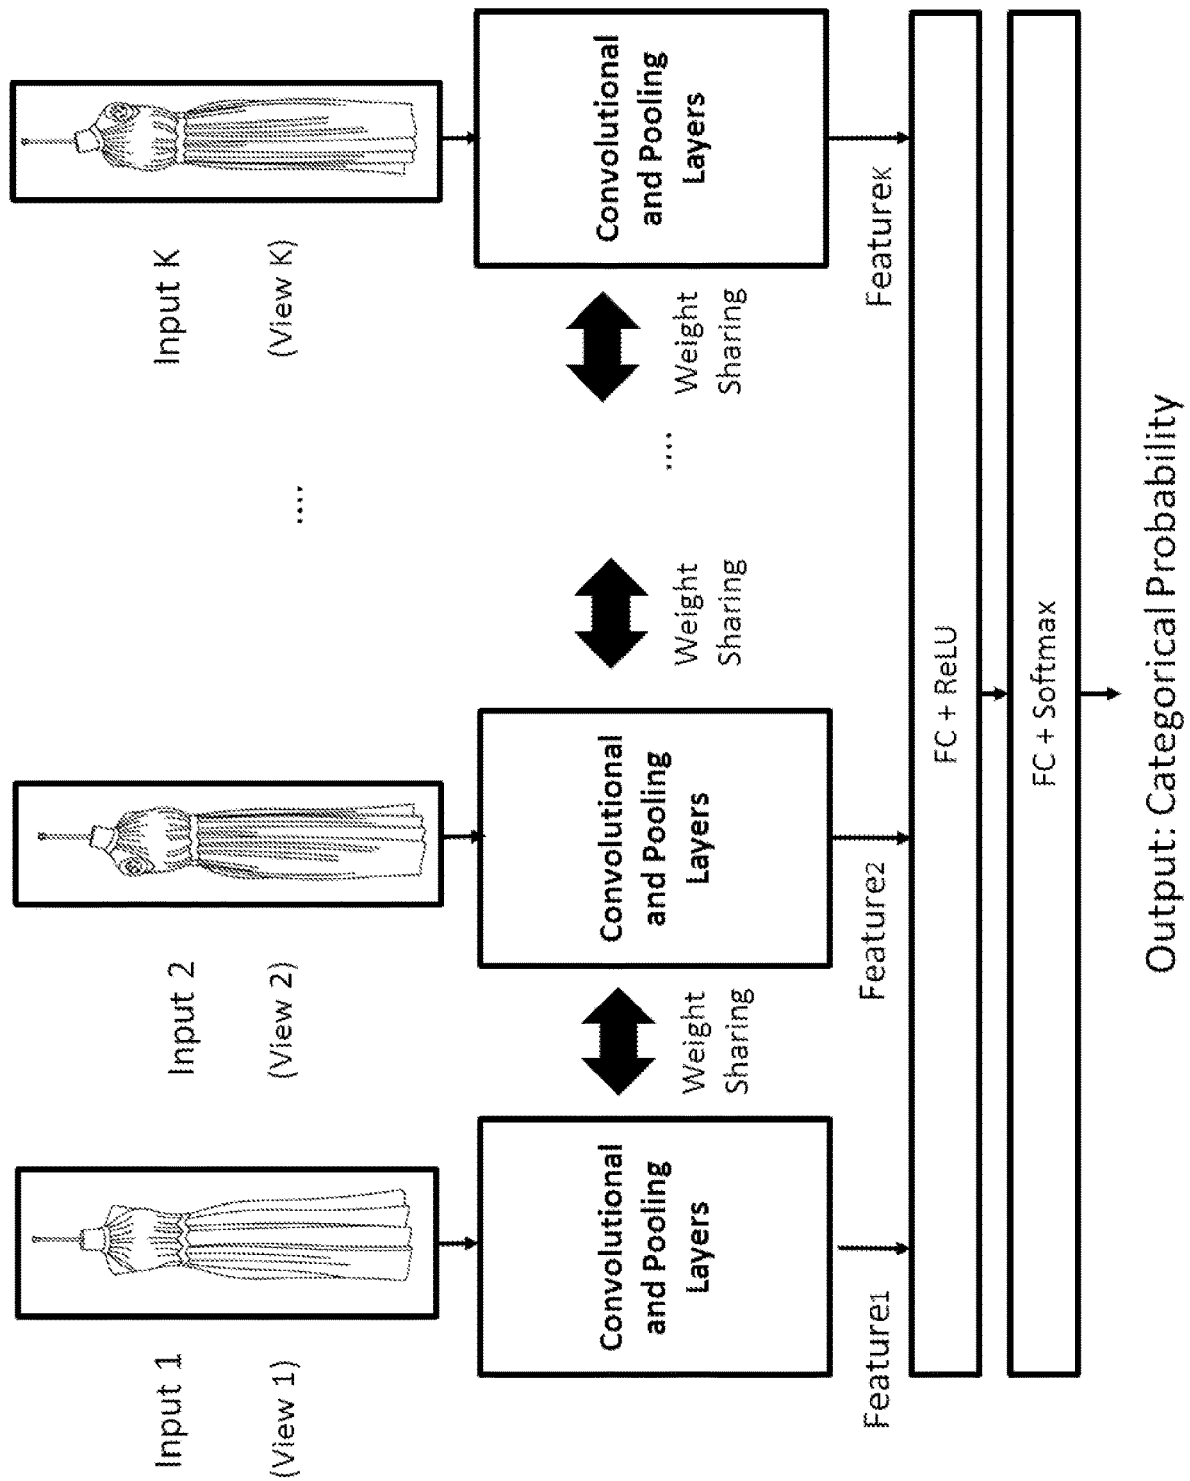 Input 1
(View 1)
Input 2
(View 2)
....
Input K
(View K)
Convolutional
and Pooling
Layers
Weight
Sharing
Convolutional
and Pooling
Layers
Weight
Sharing
....
Weight
Sharing
Convolutional
and Pooling
Layers
Feature1
Feature2
FeatureK
FC + ReLU
FC + Softmax
Output: Categorical Probability